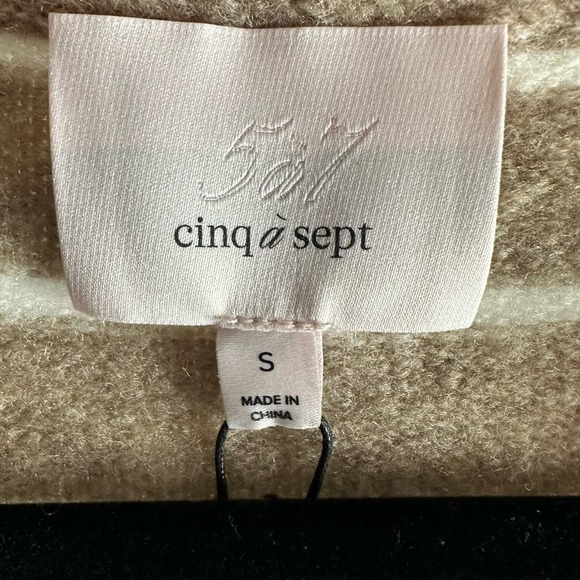 5à7
cinq à sept
S
MADE IN
CHINA